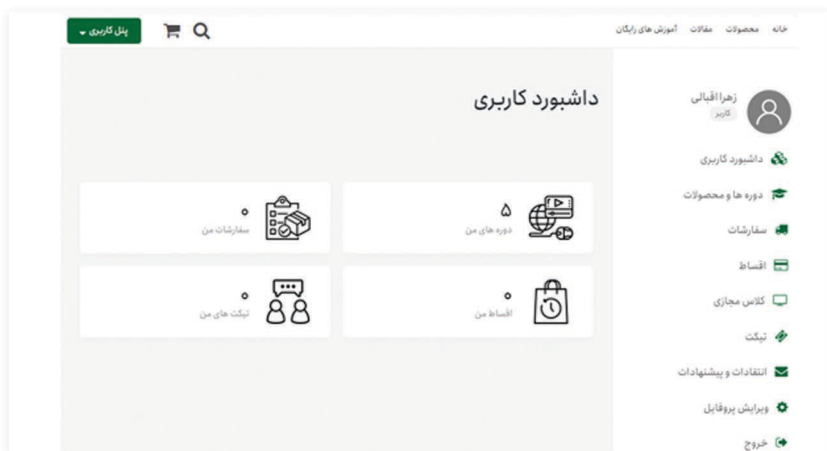 خانه محصولات مقالات آموزش های رایگان
پنل کاربری
زهرا اقبالی
کاربر
داشبورد کاربری
دوره ها و محصولات
سفارشات
اقساط
کلاس مجازی
تیکت
انتقادات و پیشنهادات
ویرایش پروفایل
خروج
داشبورد کاربری
۵
دوره های من
۰
سفارشات من
۰
اقساط من
۰
تیکت های من